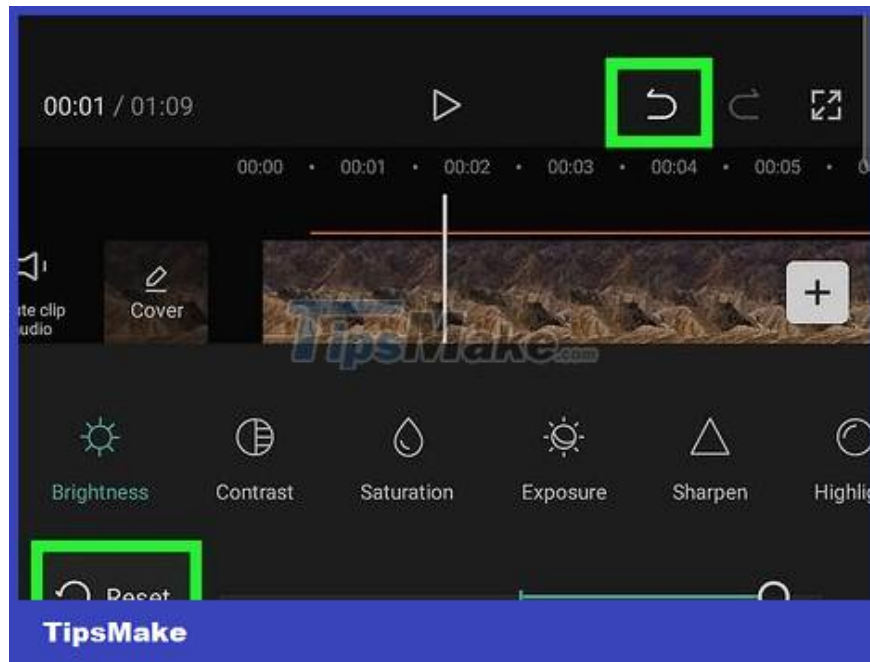 00:01 / 01:09
00:00 • 00:01 • 00:02 • 00:03 • 00:04 • 00:05 •
Cover
te clip
udio
TipsMake.com
Brightness Contrast Saturation Exposure Sharpen Highli
Reset
TipsMake